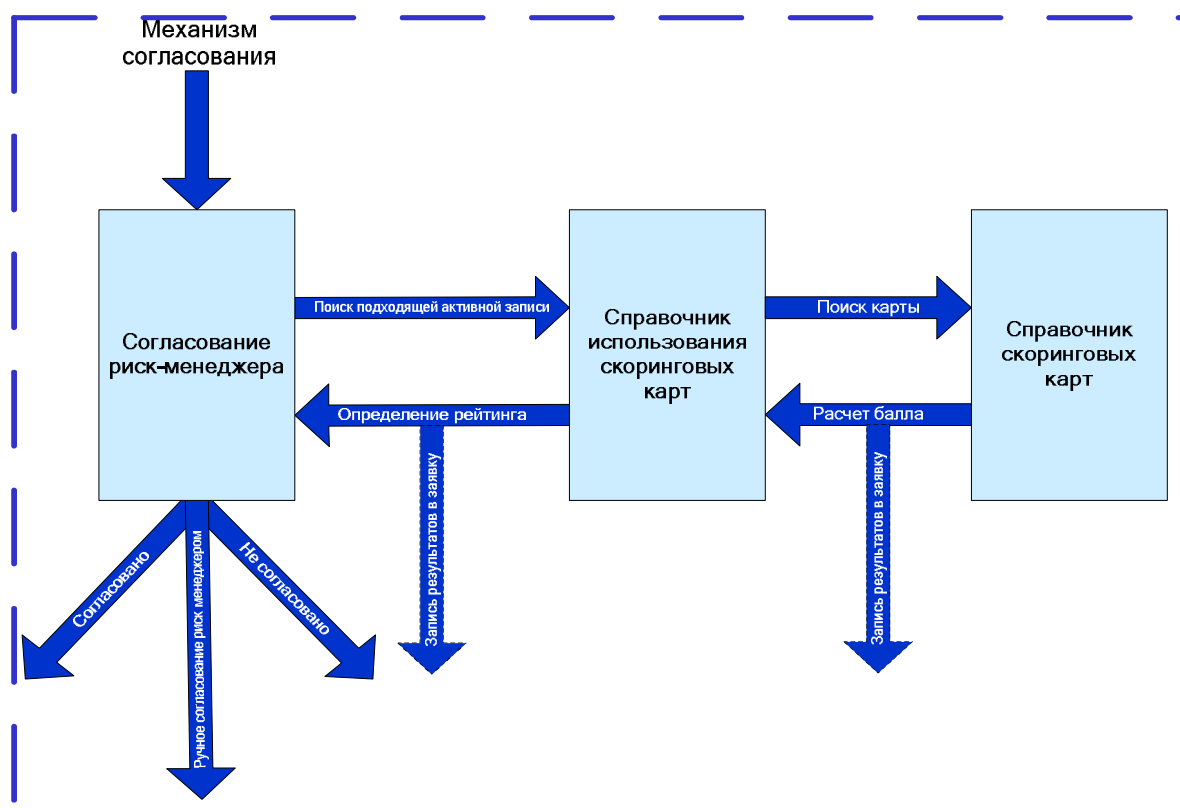 Механизм
согласования
Согласование
риск-менеджера
Поиск подходящей активной записи
Справочник
использования
скоринговых
карт
Поиск карты
Справочник
скоринговых
карт
Определение рейтинга
Расчет балла
Запись результатов в заявку
Запись результатов в заявку
Согласовано
Ручное согласование риск менеджером
Не согласовано